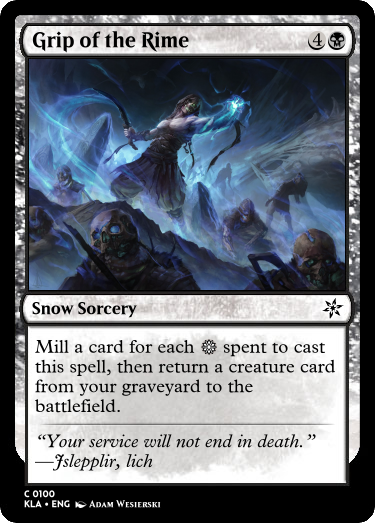 Grip of the Rime 4
Snow Sorcery
Mill a card for each spent to cast
this spell, then return a creature card
from your graveyard to the
battlefield.
“Your service will not end in death.”
—Jslepplir, lich
C 0100
KLA • ENG Adam Wesierski